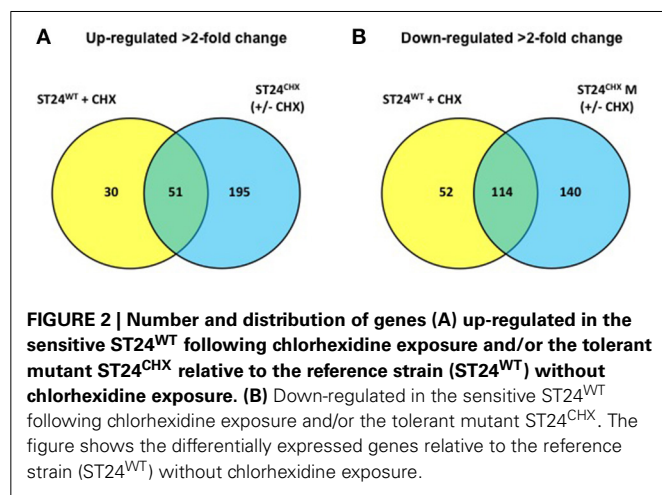 A Up-regulated >2-fold change
ST24WT + CHX
ST24CHX
(+/- CHX)
30 51 195
B Down-regulated >2-fold change
ST24WT + CHX
ST24CHX M
(+/- CHX)
52 114 140
FIGURE 2 | Number and distribution of genes (A) up-regulated in the
sensitive ST24WT following chlorhexidine exposure and/or the tolerant
mutant ST24CHX relative to the reference strain (ST24WT) without
chlorhexidine exposure. (B) Down-regulated in the sensitive ST24WT
following chlorhexidine exposure and/or the tolerant mutant ST24CHX. The
figure shows the differentially expressed genes relative to the reference
strain (ST24WT) without chlorhexidine exposure.